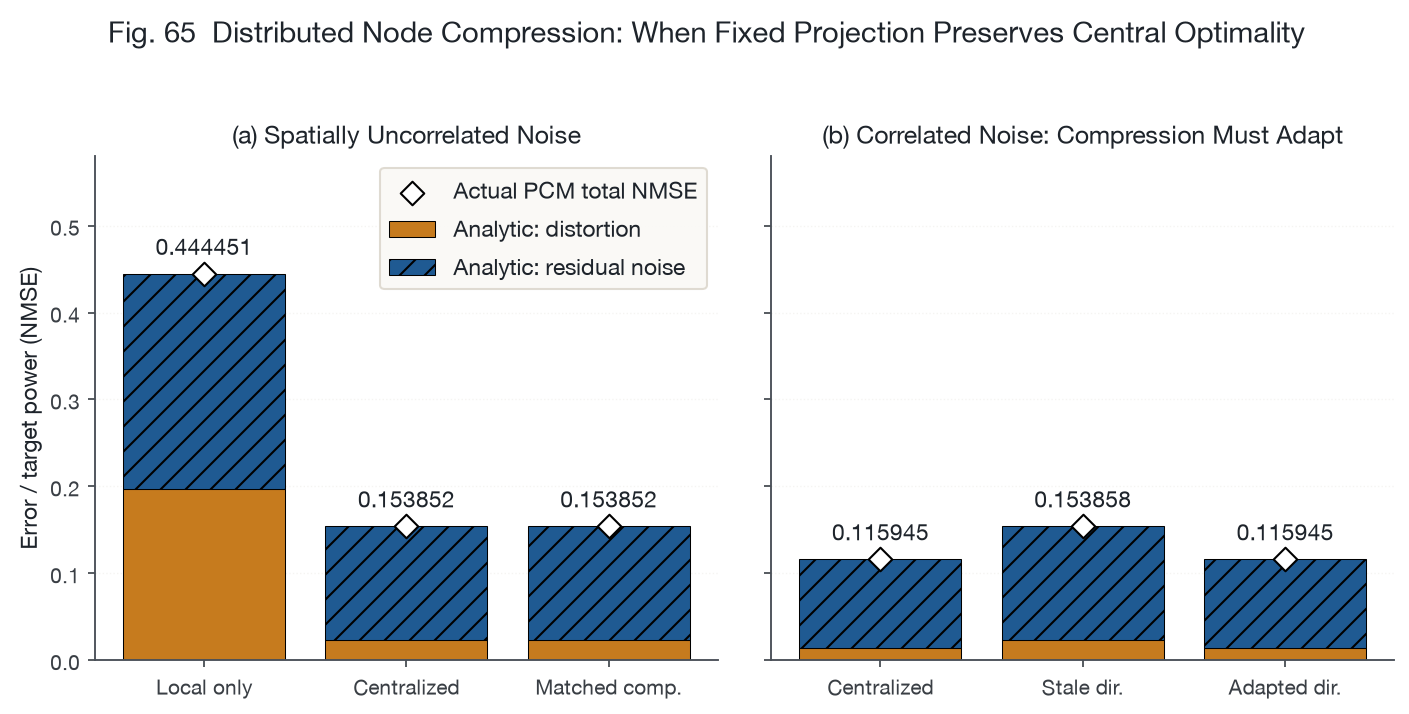 Fig. 65 Distributed Node Compression: When Fixed Projection Preserves Central Optimality
(a) Spatially Uncorrelated Noise
Actual PCM total NMSE
Analytic: distortion
Analytic: residual noise
Error / target power (NMSE)
0.5
0.4
0.3
0.2
0.1
0.0
0.444451
0.153852
0.153852
Local only
Centralized
Matched comp.
(b) Correlated Noise: Compression Must Adapt
0.115945
0.153858
0.115945
Centralized
Stale dir.
Adapted dir.